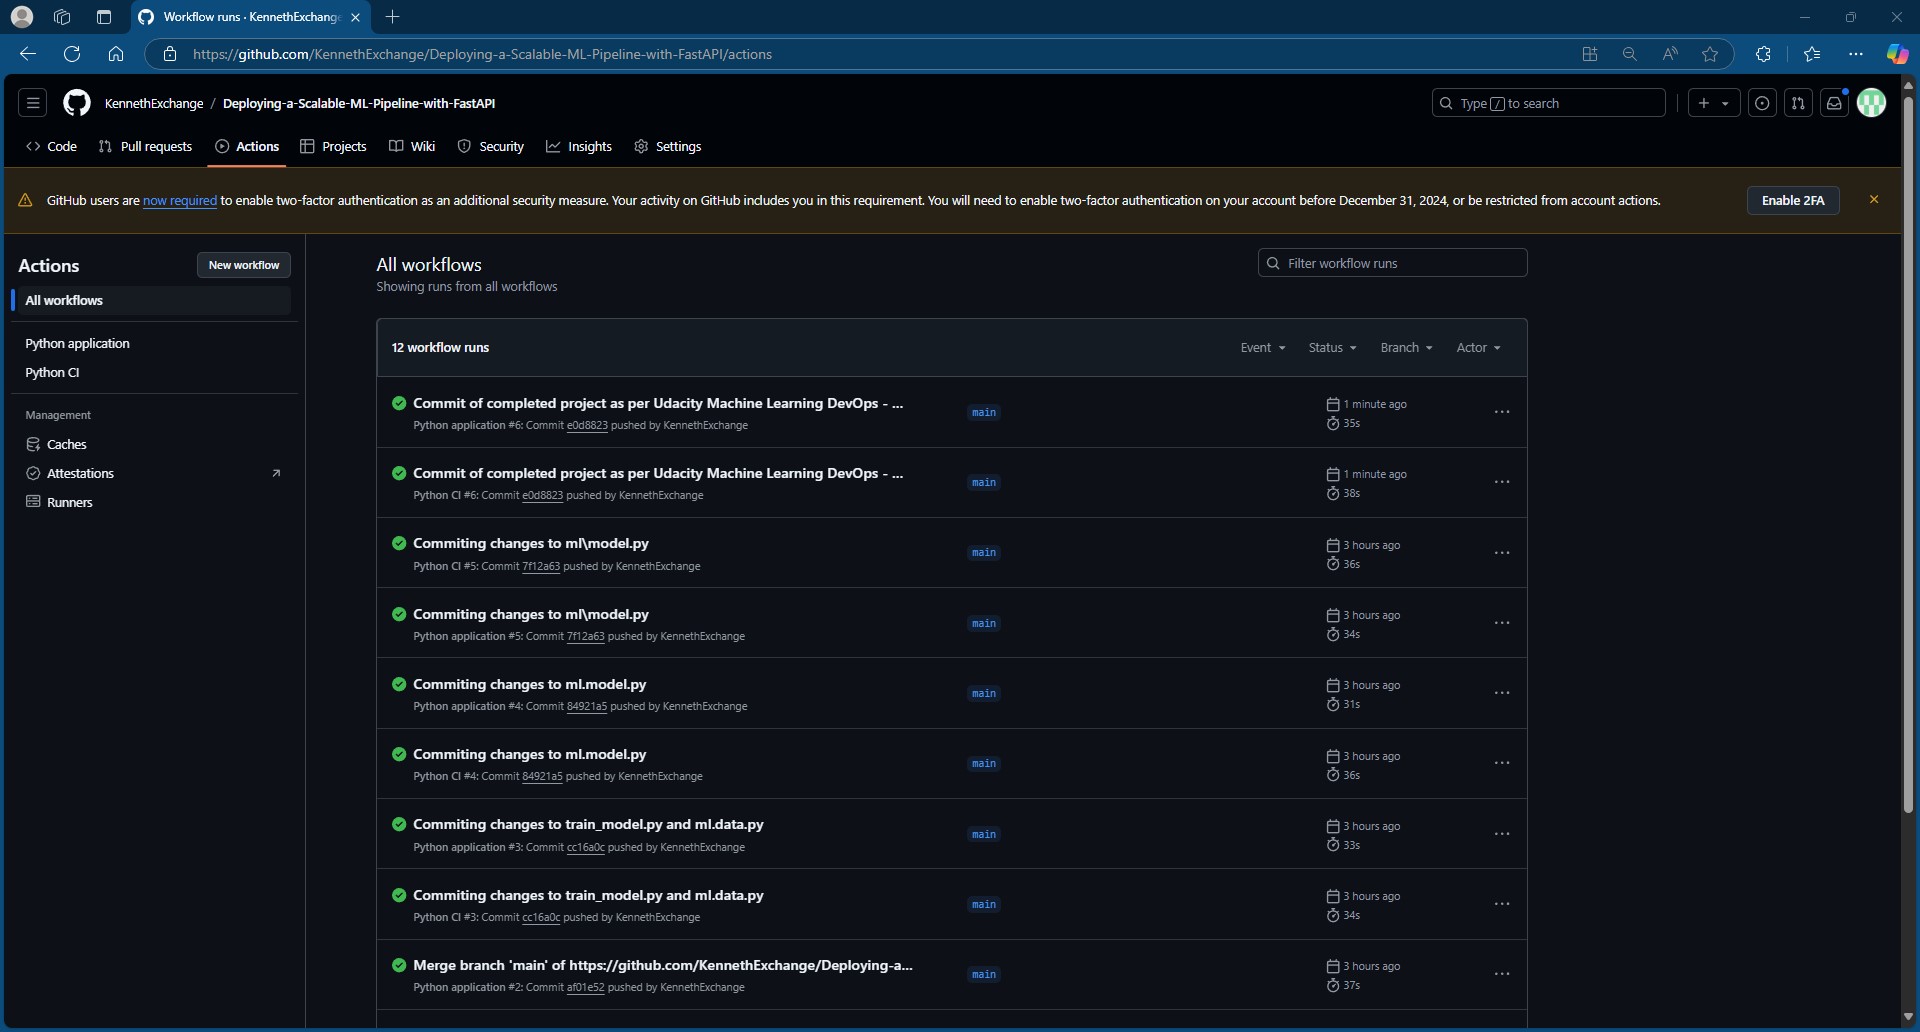 Workflow runs · KennethExchange
https://github.com/KennethExchange/Deploying-a-Scalable-ML-Pipeline-with-FastAPI/actions
KennethExchange / Deploying-a-Scalable-ML-Pipeline-with-FastAPI
Type / to search
Code
Pull requests
Actions
Projects
Wiki
Security
Insights
Settings
GitHub users are now required to enable two-factor authentication as an additional security measure. Your activity on GitHub includes you in this requirement. You will need to enable two-factor authentication on your account before December 31, 2024, or be restricted from account actions.
Enable 2FA
Actions
New workflow
All workflows
Python application
Python CI
Management
Caches
Attestations
Runners
All workflows
Showing runs from all workflows
Filter workflow runs
12 workflow runs
Event
Status
Branch
Actor
Commit of completed project as per Udacity Machine Learning DevOps - ...
Python application #6: Commit e0d8823 pushed by KennethExchange
main
1 minute ago
35s
Commit of completed project as per Udacity Machine Learning DevOps - ...
Python CI #6: Commit e0d8823 pushed by KennethExchange
main
1 minute ago
38s
Commiting changes to ml\model.py
Python CI #5: Commit 7f12a63 pushed by KennethExchange
main
3 hours ago
36s
Commiting changes to ml\model.py
Python application #5: Commit 7f12a63 pushed by KennethExchange
main
3 hours ago
34s
Commiting changes to ml.model.py
Python application #4: Commit 84921a5 pushed by KennethExchange
main
3 hours ago
31s
Commiting changes to ml.model.py
Python CI #4: Commit 84921a5 pushed by KennethExchange
main
3 hours ago
36s
Commiting changes to train_model.py and ml.data.py
Python application #3: Commit cc16a0c pushed by KennethExchange
main
3 hours ago
33s
Commiting changes to train_model.py and ml.data.py
Python CI #3: Commit cc16a0c pushed by KennethExchange
main
3 hours ago
34s
Merge branch 'main' of https://github.com/KennethExchange/Deploying-a...
Python application #2: Commit af01e52 pushed by KennethExchange
main
3 hours ago
37s